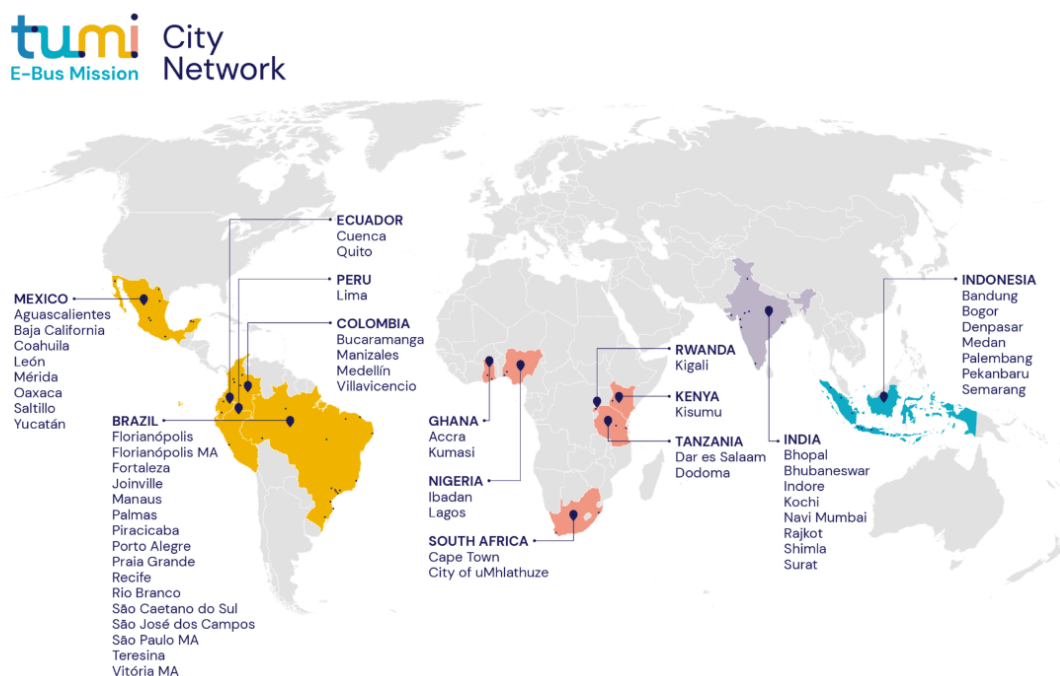 tumi
E-Bus Mission
City
Network
ECUADOR
Cuenca
Quito
PERU
Lima
COLOMBIA
Bucaramanga
Manizales
Medellín
Villavicencio
MEXICO
Aguascalientes
Baja California
Coahuila
León
Mérida
Oaxaca
Saltillo
Yucatán
BRAZIL
Florianópolis
Florianópolis MA
Fortaleza
Joinville
Manaus
Palmas
Piracicaba
Porto Alegre
Praia Grande
Recife
Rio Branco
São Caetano do Sul
São José dos Campos
São Paulo MA
Teresina
Vitória MA
GHANA
Accra
Kumasi
NIGERIA
Ibadan
Lagos
SOUTH AFRICA
Cape Town
City of uMhlathuze
RWANDA
Kigali
KENYA
Kisumu
TANZANIA
Dar es Salaam
Dodoma
INDIA
Bhopal
Bhubaneswar
Indore
Kochi
Navi Mumbai
Rajkot
Shimla
Surat
INDONESIA
Bandung
Bogor
Denpasar
Medan
Palembang
Pekanbaru
Semarang